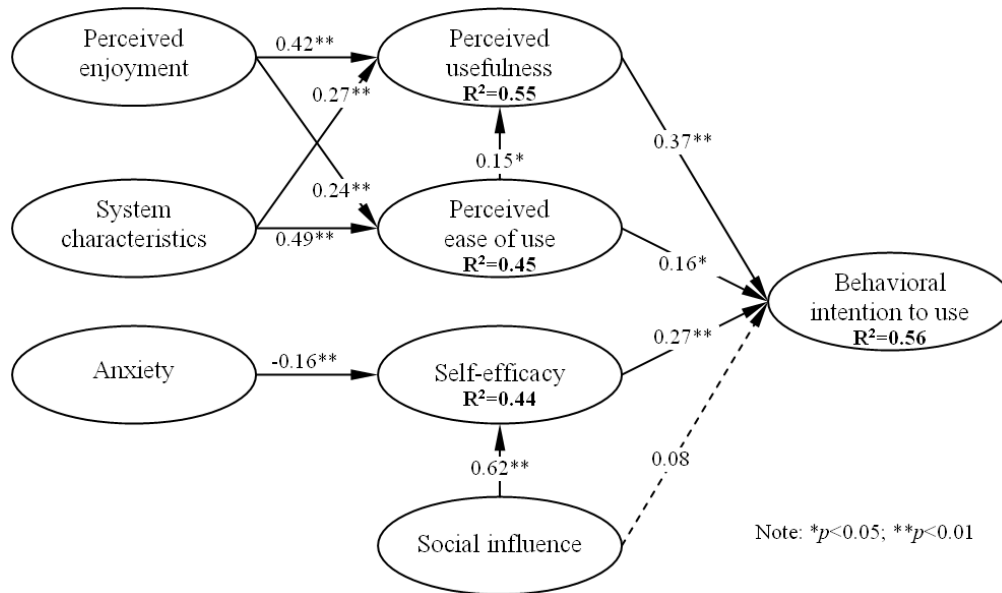 Perceived
enjoyment
0.42**
Perceived
usefulness
R²=0.55
0.27**
0.37**
0.15*
0.24**
System
characteristics
0.49**
Perceived
ease of use
R²=0.45
0.16*
Behavioral
intention to use
R²=0.56
0.27**
Anxiety
-0.16**
Self-efficacy
R²=0.44
0.62**
0.08
Social influence
Note: *p<0.05; **p<0.01